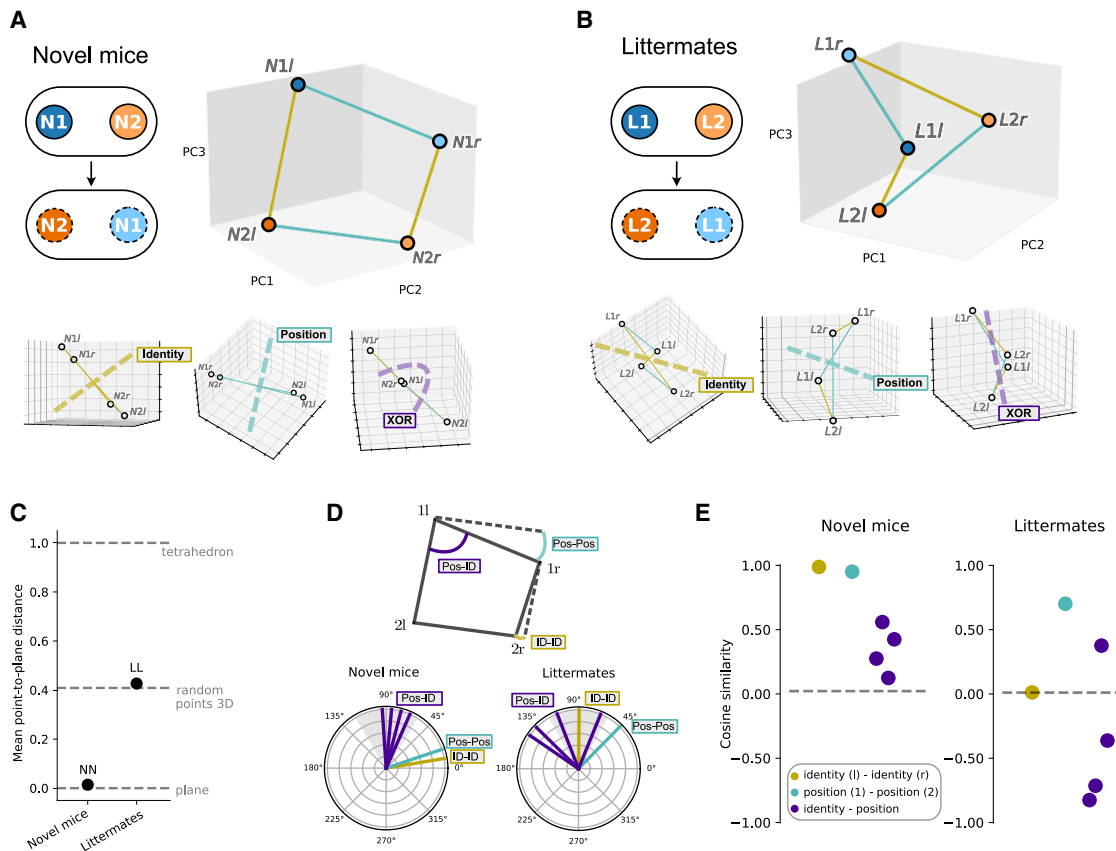 A
Novel mice
N1 N2
N2 N1
N1l
N1r
N2l
N2r
PC3
PC1
PC2
N1l
N1r
N2r
N2l
Identity
N1r
N2r
N2l
N1l
Position
N1r
N2r N1l
N2l
XOR
B
Littermates
L1 L2
L2 L1
L1r
L2r
L1l
L2l
PC3
PC1
PC2
L1r
L1l
L2l
L2r
Identity
L1r
L2r
L1l
L2l
Position
L1r
L2r
L1l
L2l
XOR
C
Mean point-to-plane distance
1.0
0.8
0.6
0.4
0.2
0.0
tetrahedron
LL
random
points 3D
NN
plane
Novel mice
Littermates
D
1l
Pos-Pos
Pos-ID
1r
2l
2r
ID-ID
Novel mice
90°
Pos-ID
135°
45°
Pos-Pos
ID-ID
180°
0°
225°
315°
270°
Littermates
Pos-ID
90°
ID-ID
135°
45°
Pos-Pos
180°
0°
225°
315°
270°
E
Novel mice
Littermates
Cosine similarity
1.00
0.50
0.00
−0.50
−1.00
identity (l) - identity (r)
position (1) - position (2)
identity - position
1.00
0.50
0.00
−0.50
−1.00